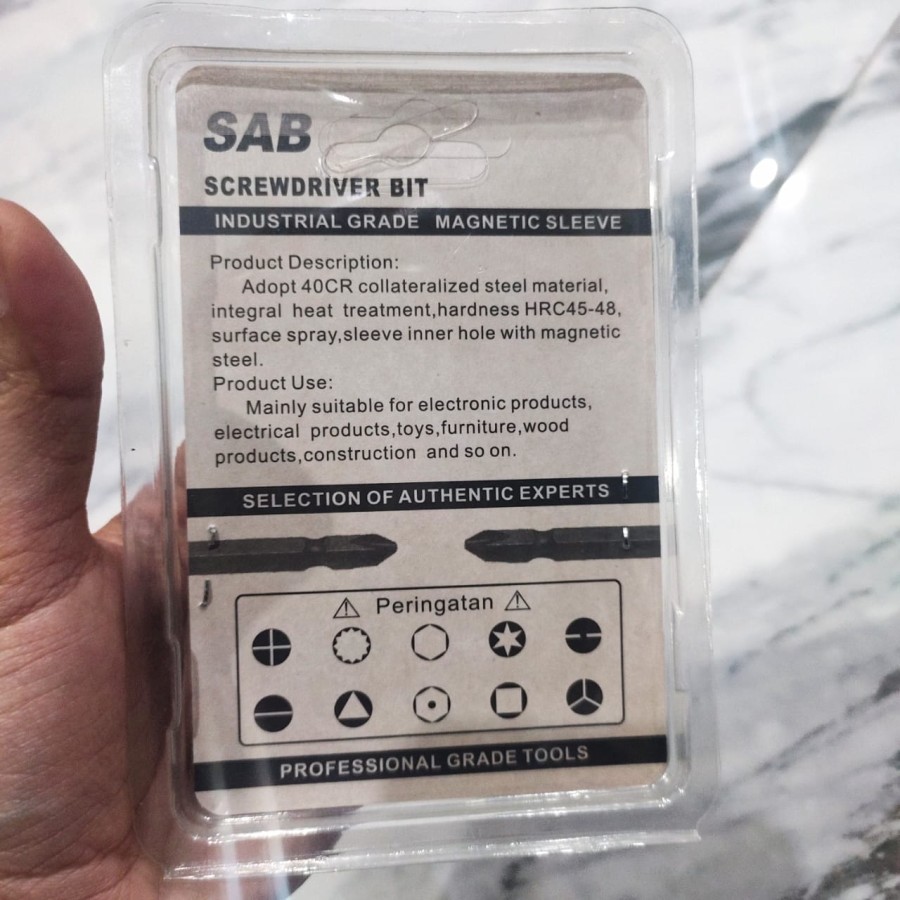 SAB
SCREWDRIVER BIT
INDUSTRIAL GRADE MAGNETIC SLEEVE
Product Description:
Adopt 40CR collateralized steel material,
integral heat treatment,hardness HRC45-48,
surface spray,sleeve inner hole with magnetic
steel.
Product Use:
Mainly suitable for electronic products,
electrical products,toys,furniture,wood
products,construction and so on.
SELECTION OF AUTHENTIC EXPERTS
Peringatan
PROFESSIONAL GRADE TOOLS